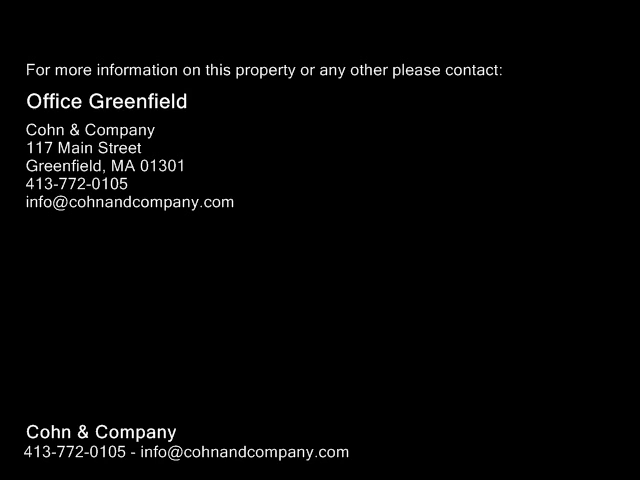 For more information on this property or any other please contact:
Office Greenfield
Cohn & Company
117 Main Street
Greenfield, MA 01301
413-772-0105
info@cohnandcompany.com
Cohn & Company
413-772-0105 - info@cohnandcompany.com